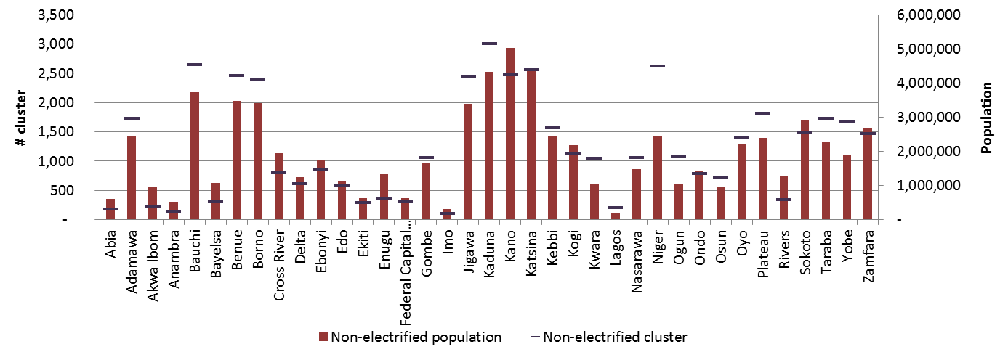 3,500
3,000
2,500
2,000
1,500
1,000
500
-
# cluster
6,000,000
5,000,000
4,000,000
3,000,000
2,000,000
1,000,000
-
Population
Abia
Adamawa
Akwa Ibom
Anambra
Bauchi
Bayelsa
Benue
Borno
Cross River
Delta
Ebonyi
Edo
Ekiti
Enugu
Federal Capital...
Gombe
Imo
Jigawa
Kaduna
Kano
Katsina
Kebbi
Kogi
Kwara
Lagos
Nasarawa
Niger
Ogun
Ondo
Osun
Oyo
Plateau
Rivers
Sokoto
Taraba
Yobe
Zamfara
Non-electrified population
Non-electrified cluster